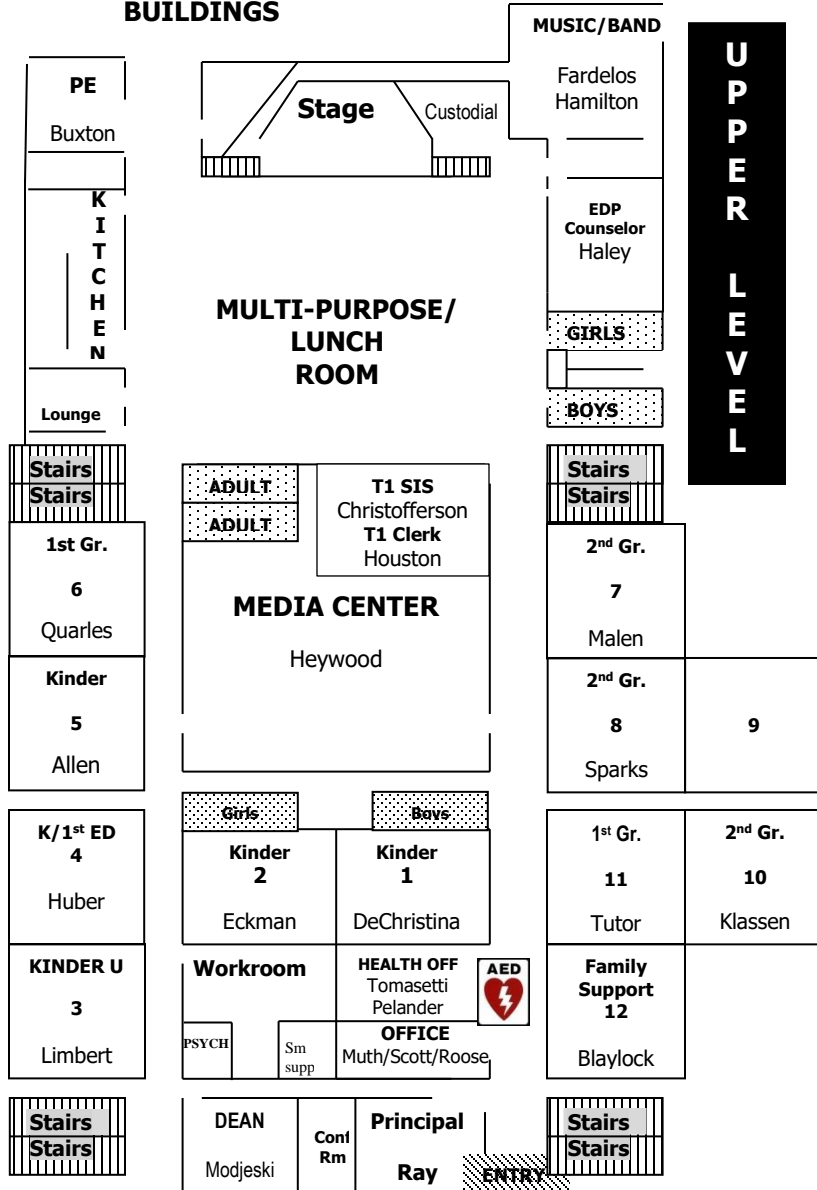 BUILDINGS
MUSIC/BAND
Fardelos
Hamilton
UPPER LEVEL
PE
Buxton
Stage
Custodial
KITCHEN
EDP
Counselor
Haley
MULTI-PURPOSE/
LUNCH
ROOM
GIRLS
BOYS
Lounge
Stairs
Stairs
ADULT
ADULT
T1 SIS
Christofferson
T1 Clerk
Houston
Stairs
Stairs
1st Gr.
6
Quarles
MEDIA CENTER
Heywood
2nd Gr.
7
Malen
Kinder
5
Allen
2nd Gr.
8
Sparks
9
Girls
Boys
K/1st ED
4
Huber
Kinder
2
Eckman
Kinder
1
DeChristina
1st Gr.
11
Tutor
2nd Gr.
10
Klassen
KINDER U
3
Limbert
Workroom
PSYCH
Sm
supp
HEALTH OFF
Tomasetti
Pelander
AED
OFFICE
Muth/Scott/Roose
Family
Support
12
Blaylock
Stairs
Stairs
DEAN
Modjeski
Conf
Rm
Principal
Ray
ENTRY
Stairs
Stairs